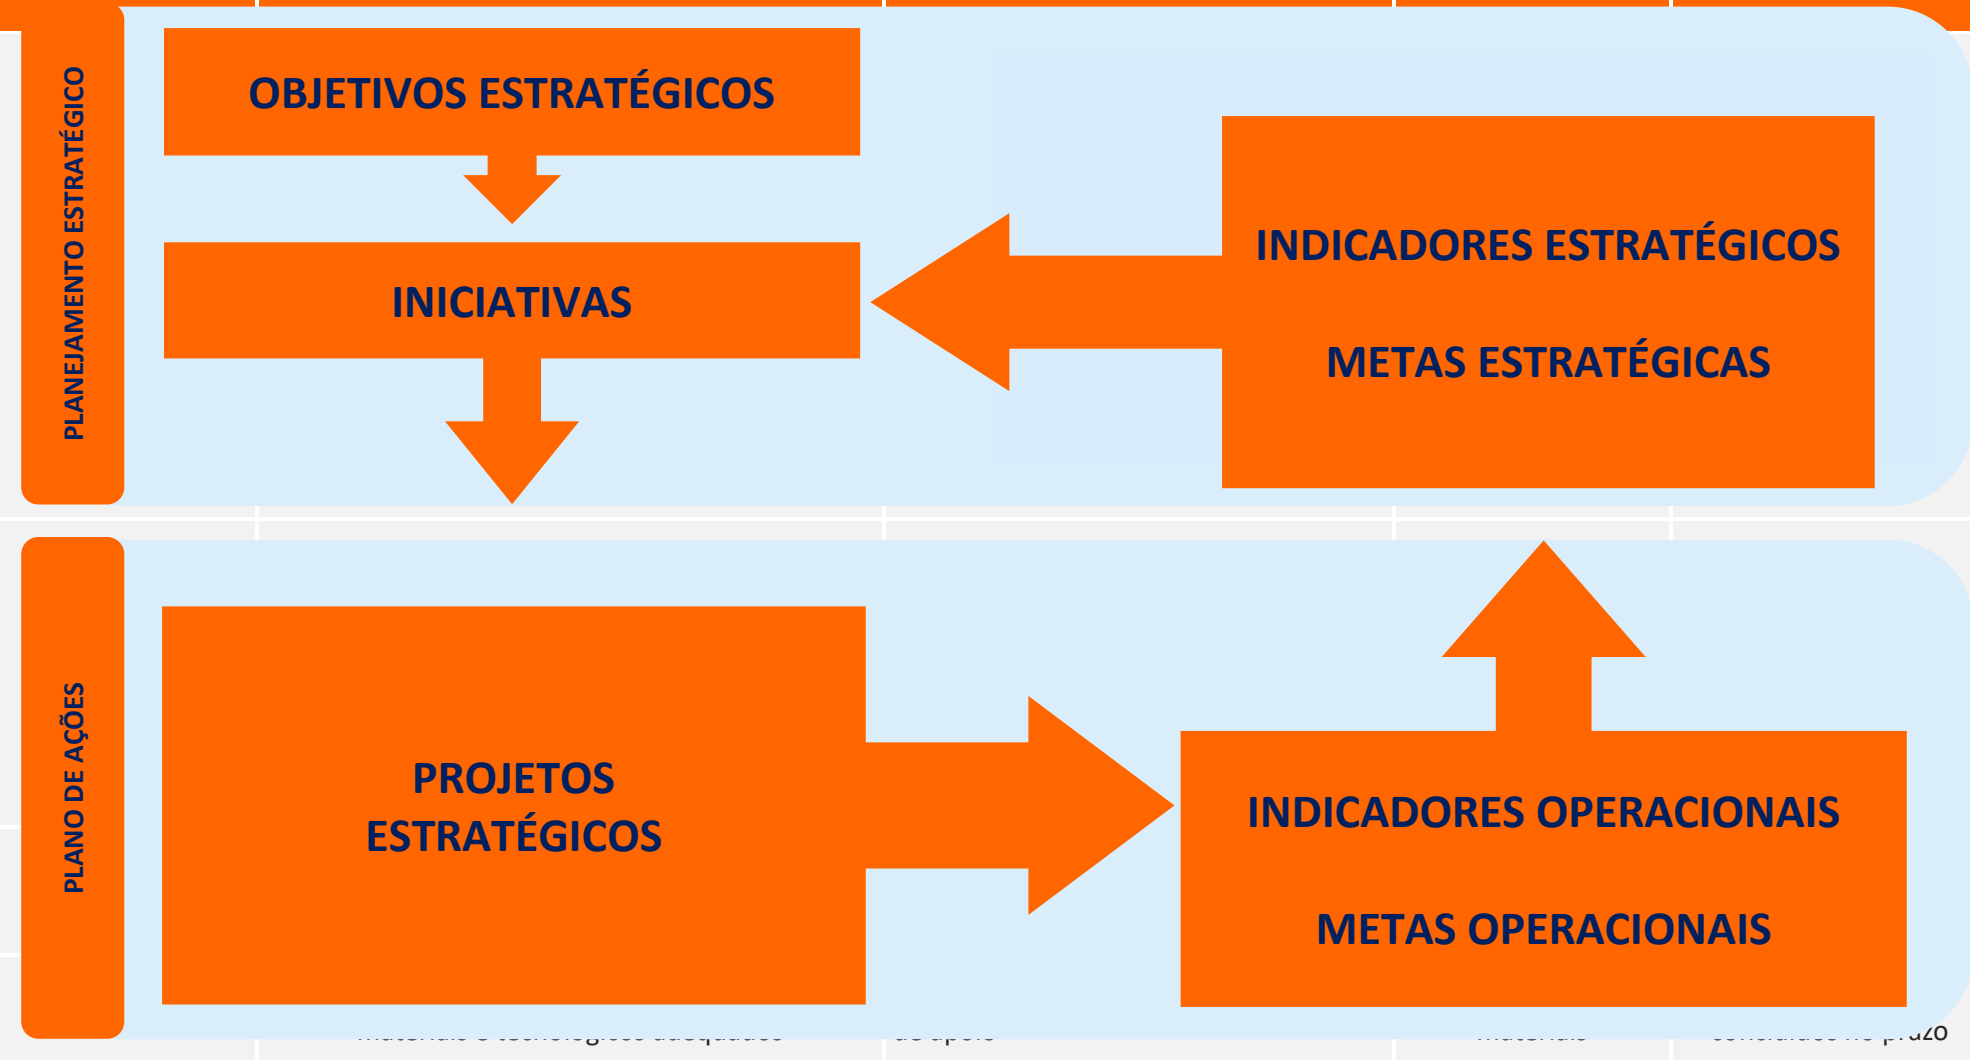 PLANEJAMENTO ESTRATÉGICO
OBJETIVOS ESTRATÉGICOS
INICIATIVAS
INDICADORES ESTRATÉGICOS
METAS ESTRATÉGICAS
PLANO DE AÇÕES
PROJETOS
ESTRATÉGICOS
INDICADORES OPERACIONAIS
METAS OPERACIONAIS